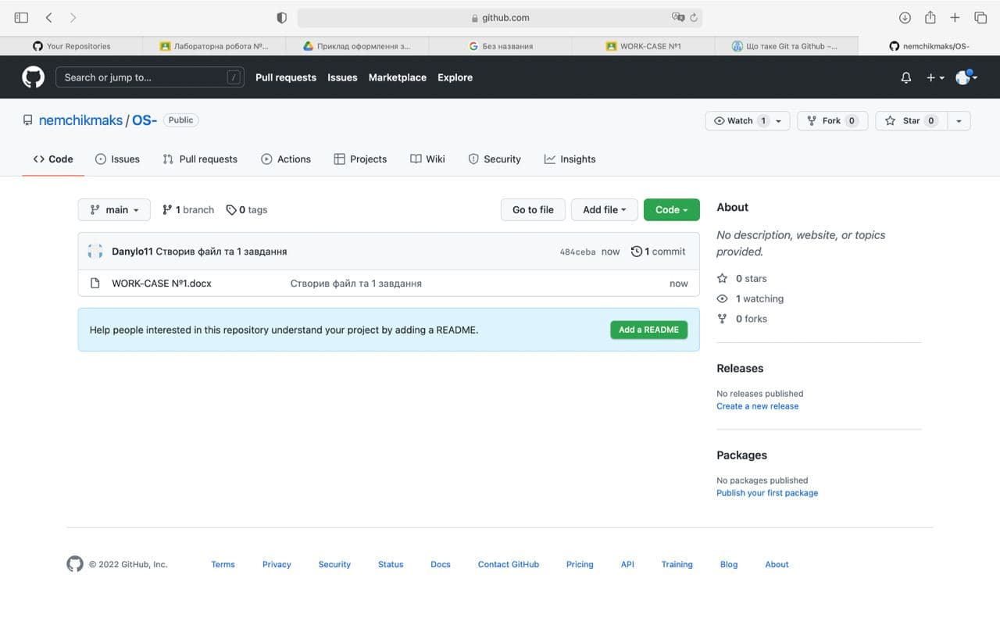 github.com
Your Repositories
Лабораторна робота №...
Приклад оформлення з...
Без названия
WORK-CASE №1
Що таке Git та Github –...
nemchikmaks/OS-
Search or jump to...
/
Pull requests
Issues
Marketplace
Explore
nemchikmaks / OS-
Public
Watch 1
Fork 0
Star 0
Code
Issues
Pull requests
Actions
Projects
Wiki
Security
Insights
main
1 branch
0 tags
Go to file
Add file
Code
Danylo11 Створив файл та 1 завдання
484ceba now
1 commit
WORK-CASE №1.docx
Створив файл та 1 завдання
now
Help people interested in this repository understand your project by adding a README.
Add a README
About
No description, website, or topics
provided.
0 stars
1 watching
0 forks
Releases
No releases published
Create a new release
Packages
No packages published
Publish your first package
© 2022 GitHub, Inc.
Terms
Privacy
Security
Status
Docs
Contact GitHub
Pricing
API
Training
Blog
About